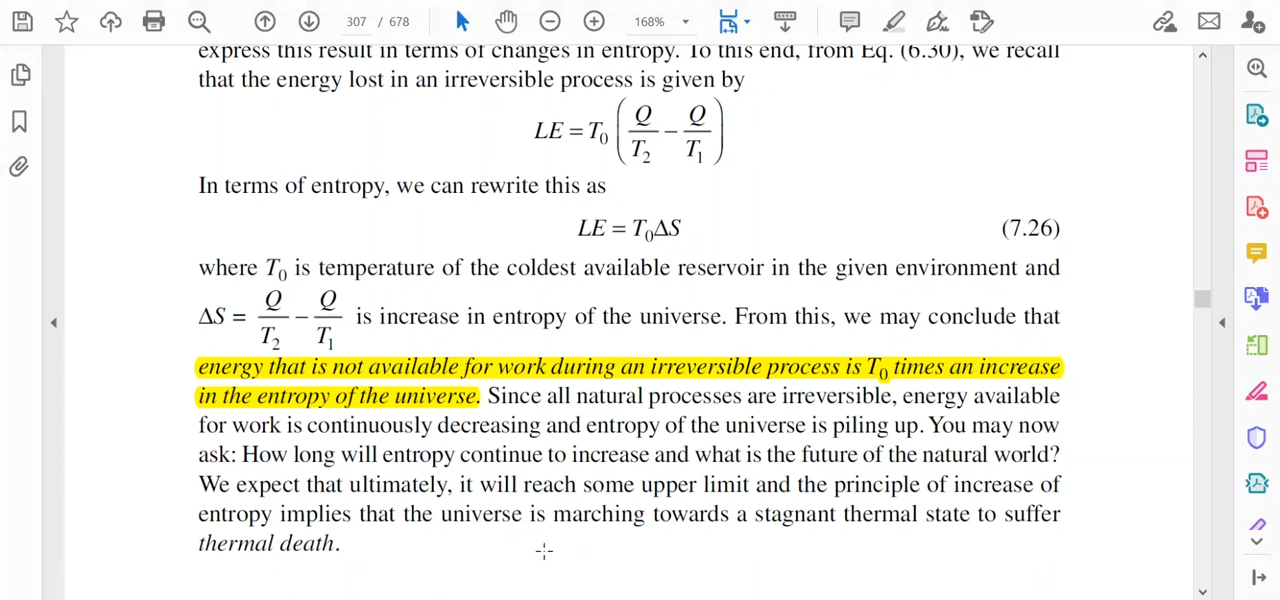 307 / 678 168%
express this result in terms of changes in entropy. To this end, from Eq. (6.30), we recall
that the energy lost in an irreversible process is given by
LE = T₀ (Q/T₂ − Q/T₁)
In terms of entropy, we can rewrite this as
LE = T₀ΔS (7.26)
where T₀ is temperature of the coldest available reservoir in the given environment and
ΔS = Q/T₂ − Q/T₁ is increase in entropy of the universe. From this, we may conclude that
energy that is not available for work during an irreversible process is T₀ times an increase
in the entropy of the universe. Since all natural processes are irreversible, energy available
for work is continuously decreasing and entropy of the universe is piling up. You may now
ask: How long will entropy continue to increase and what is the future of the natural world?
We expect that ultimately, it will reach some upper limit and the principle of increase of
entropy implies that the universe is marching towards a stagnant thermal state to suffer
thermal death.